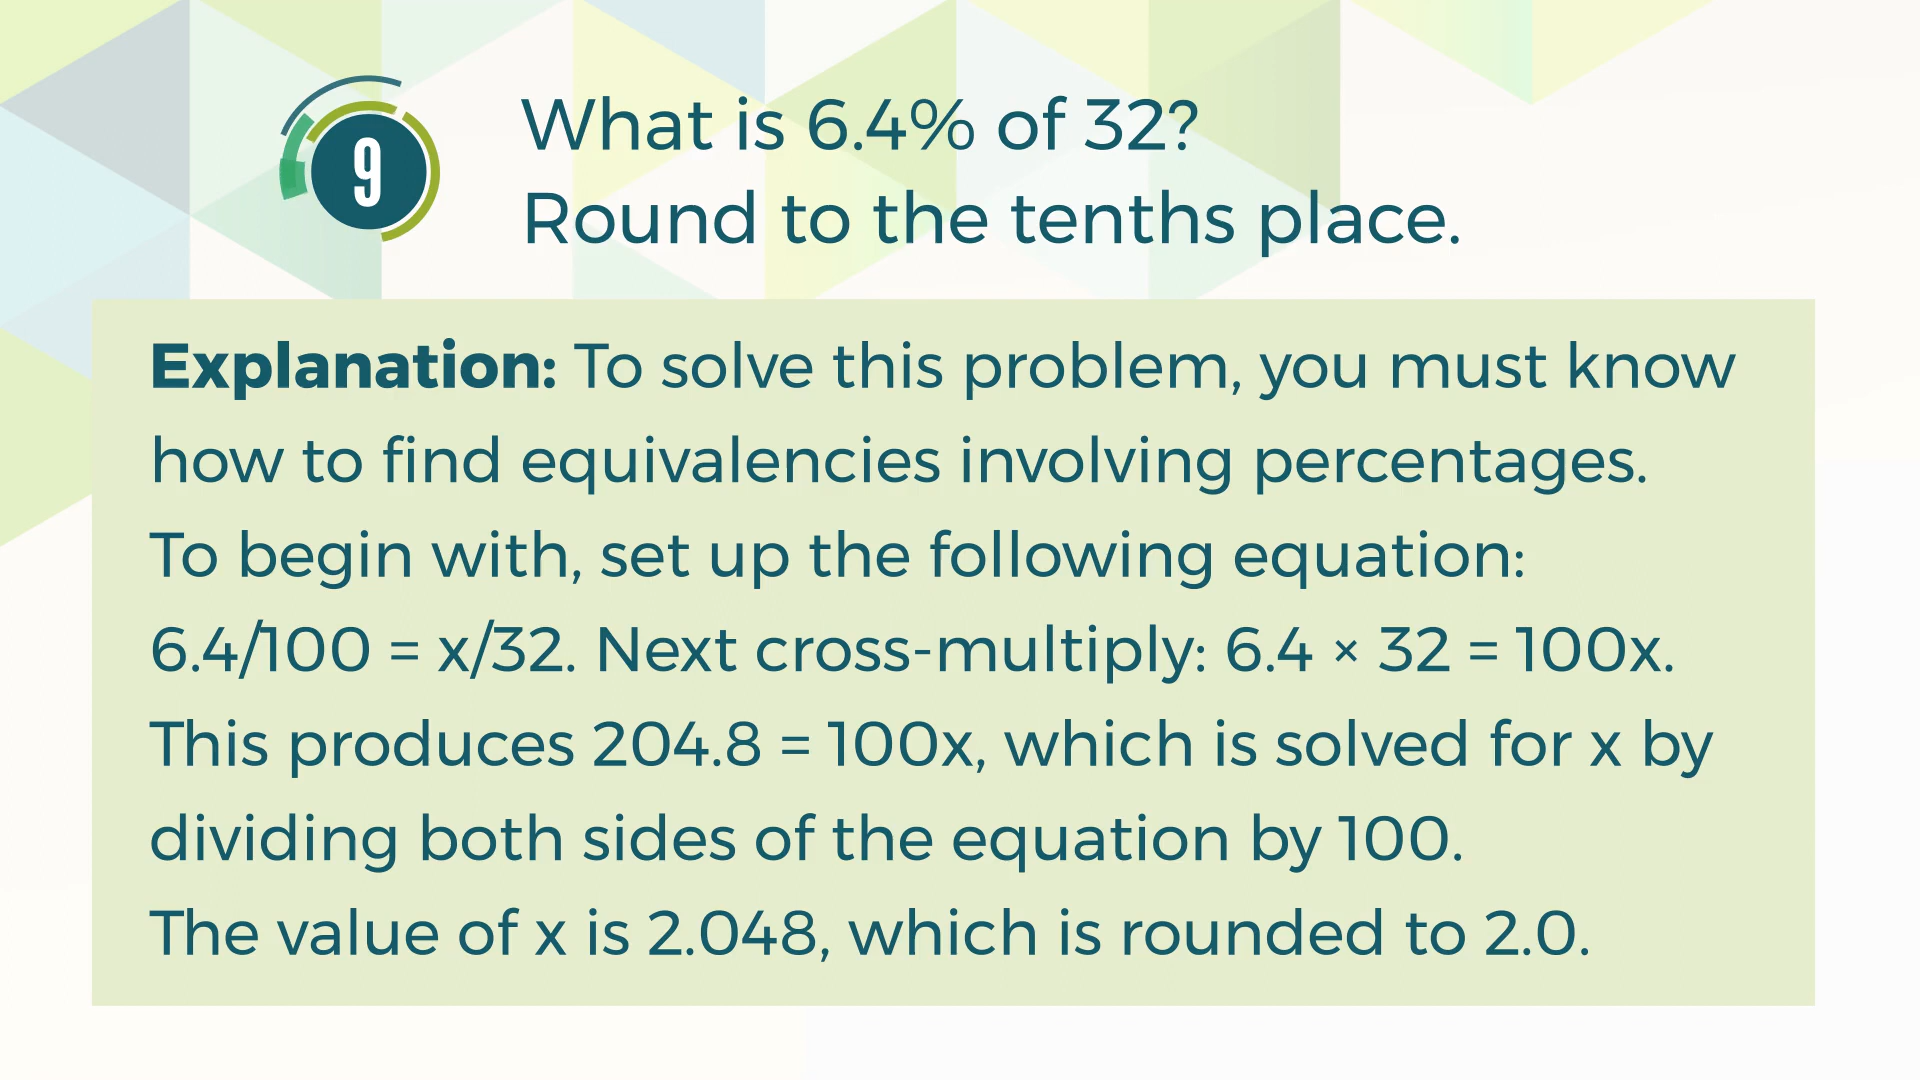 9
What is 6.4% of 32?
Round to the tenths place.
Explanation: To solve this problem, you must know
how to find equivalencies involving percentages.
To begin with, set up the following equation:
6.4/100 = x/32. Next cross-multiply: 6.4 × 32 = 100x.
This produces 204.8 = 100x, which is solved for x by
dividing both sides of the equation by 100.
The value of x is 2.048, which is rounded to 2.0.